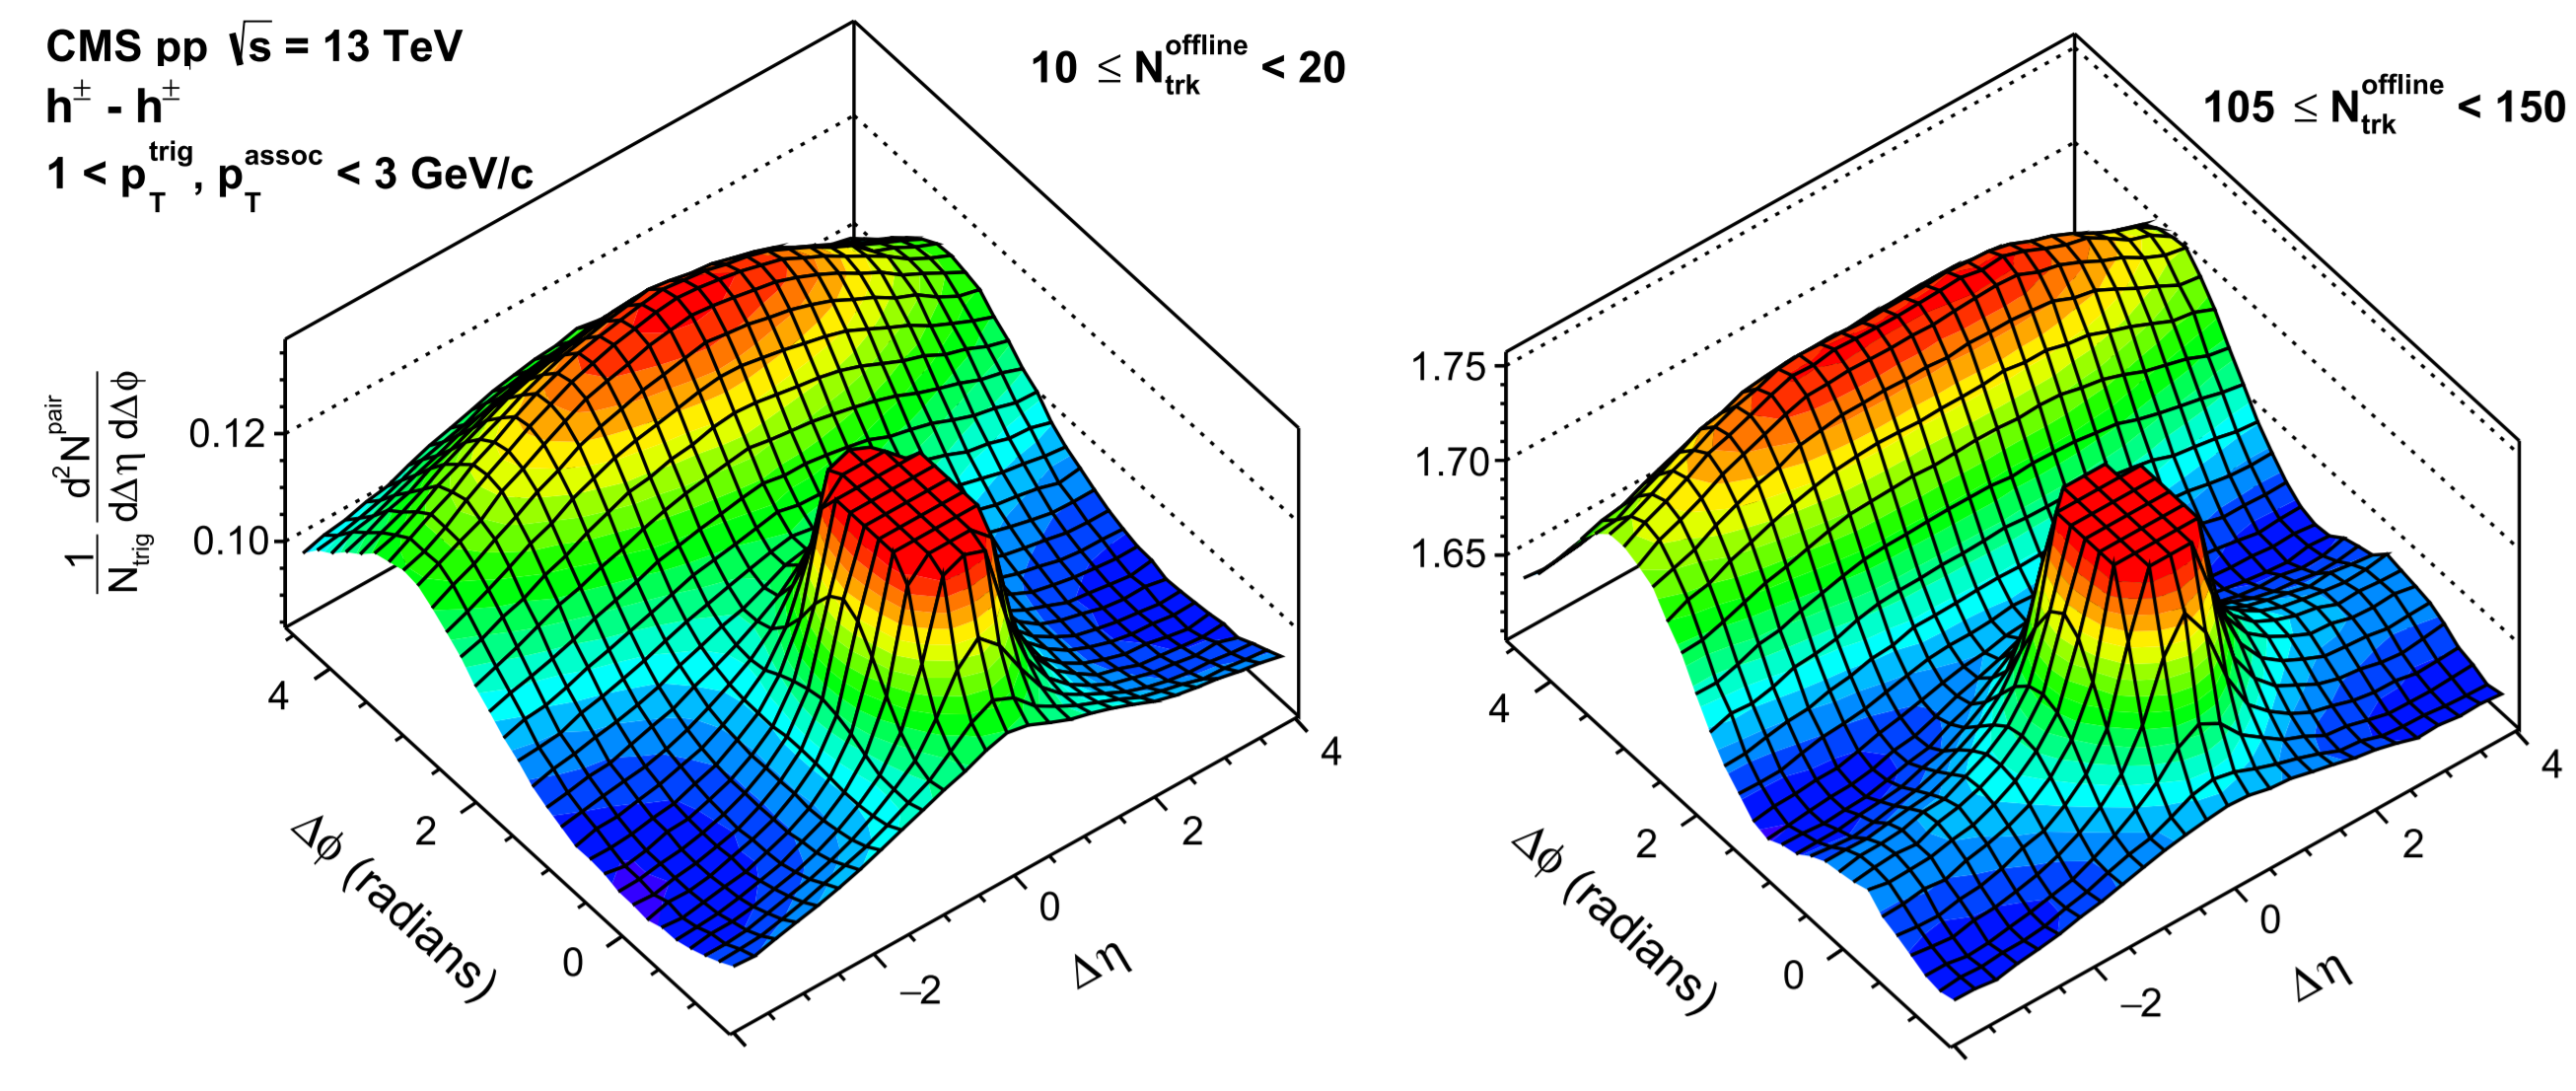 CMS pp √s = 13 TeV
h± - h±
1 < p_T^trig, p_T^assoc < 3 GeV/c
10 ≤ N_trk^offline < 20
1/N_trig d²N^pair/dΔη dΔϕ
0.12
0.10
4
2
0
Δϕ (radians)
−2
0
2
4
Δη
105 ≤ N_trk^offline < 150
1.75
1.70
1.65
4
2
0
Δϕ (radians)
−2
0
2
4
Δη